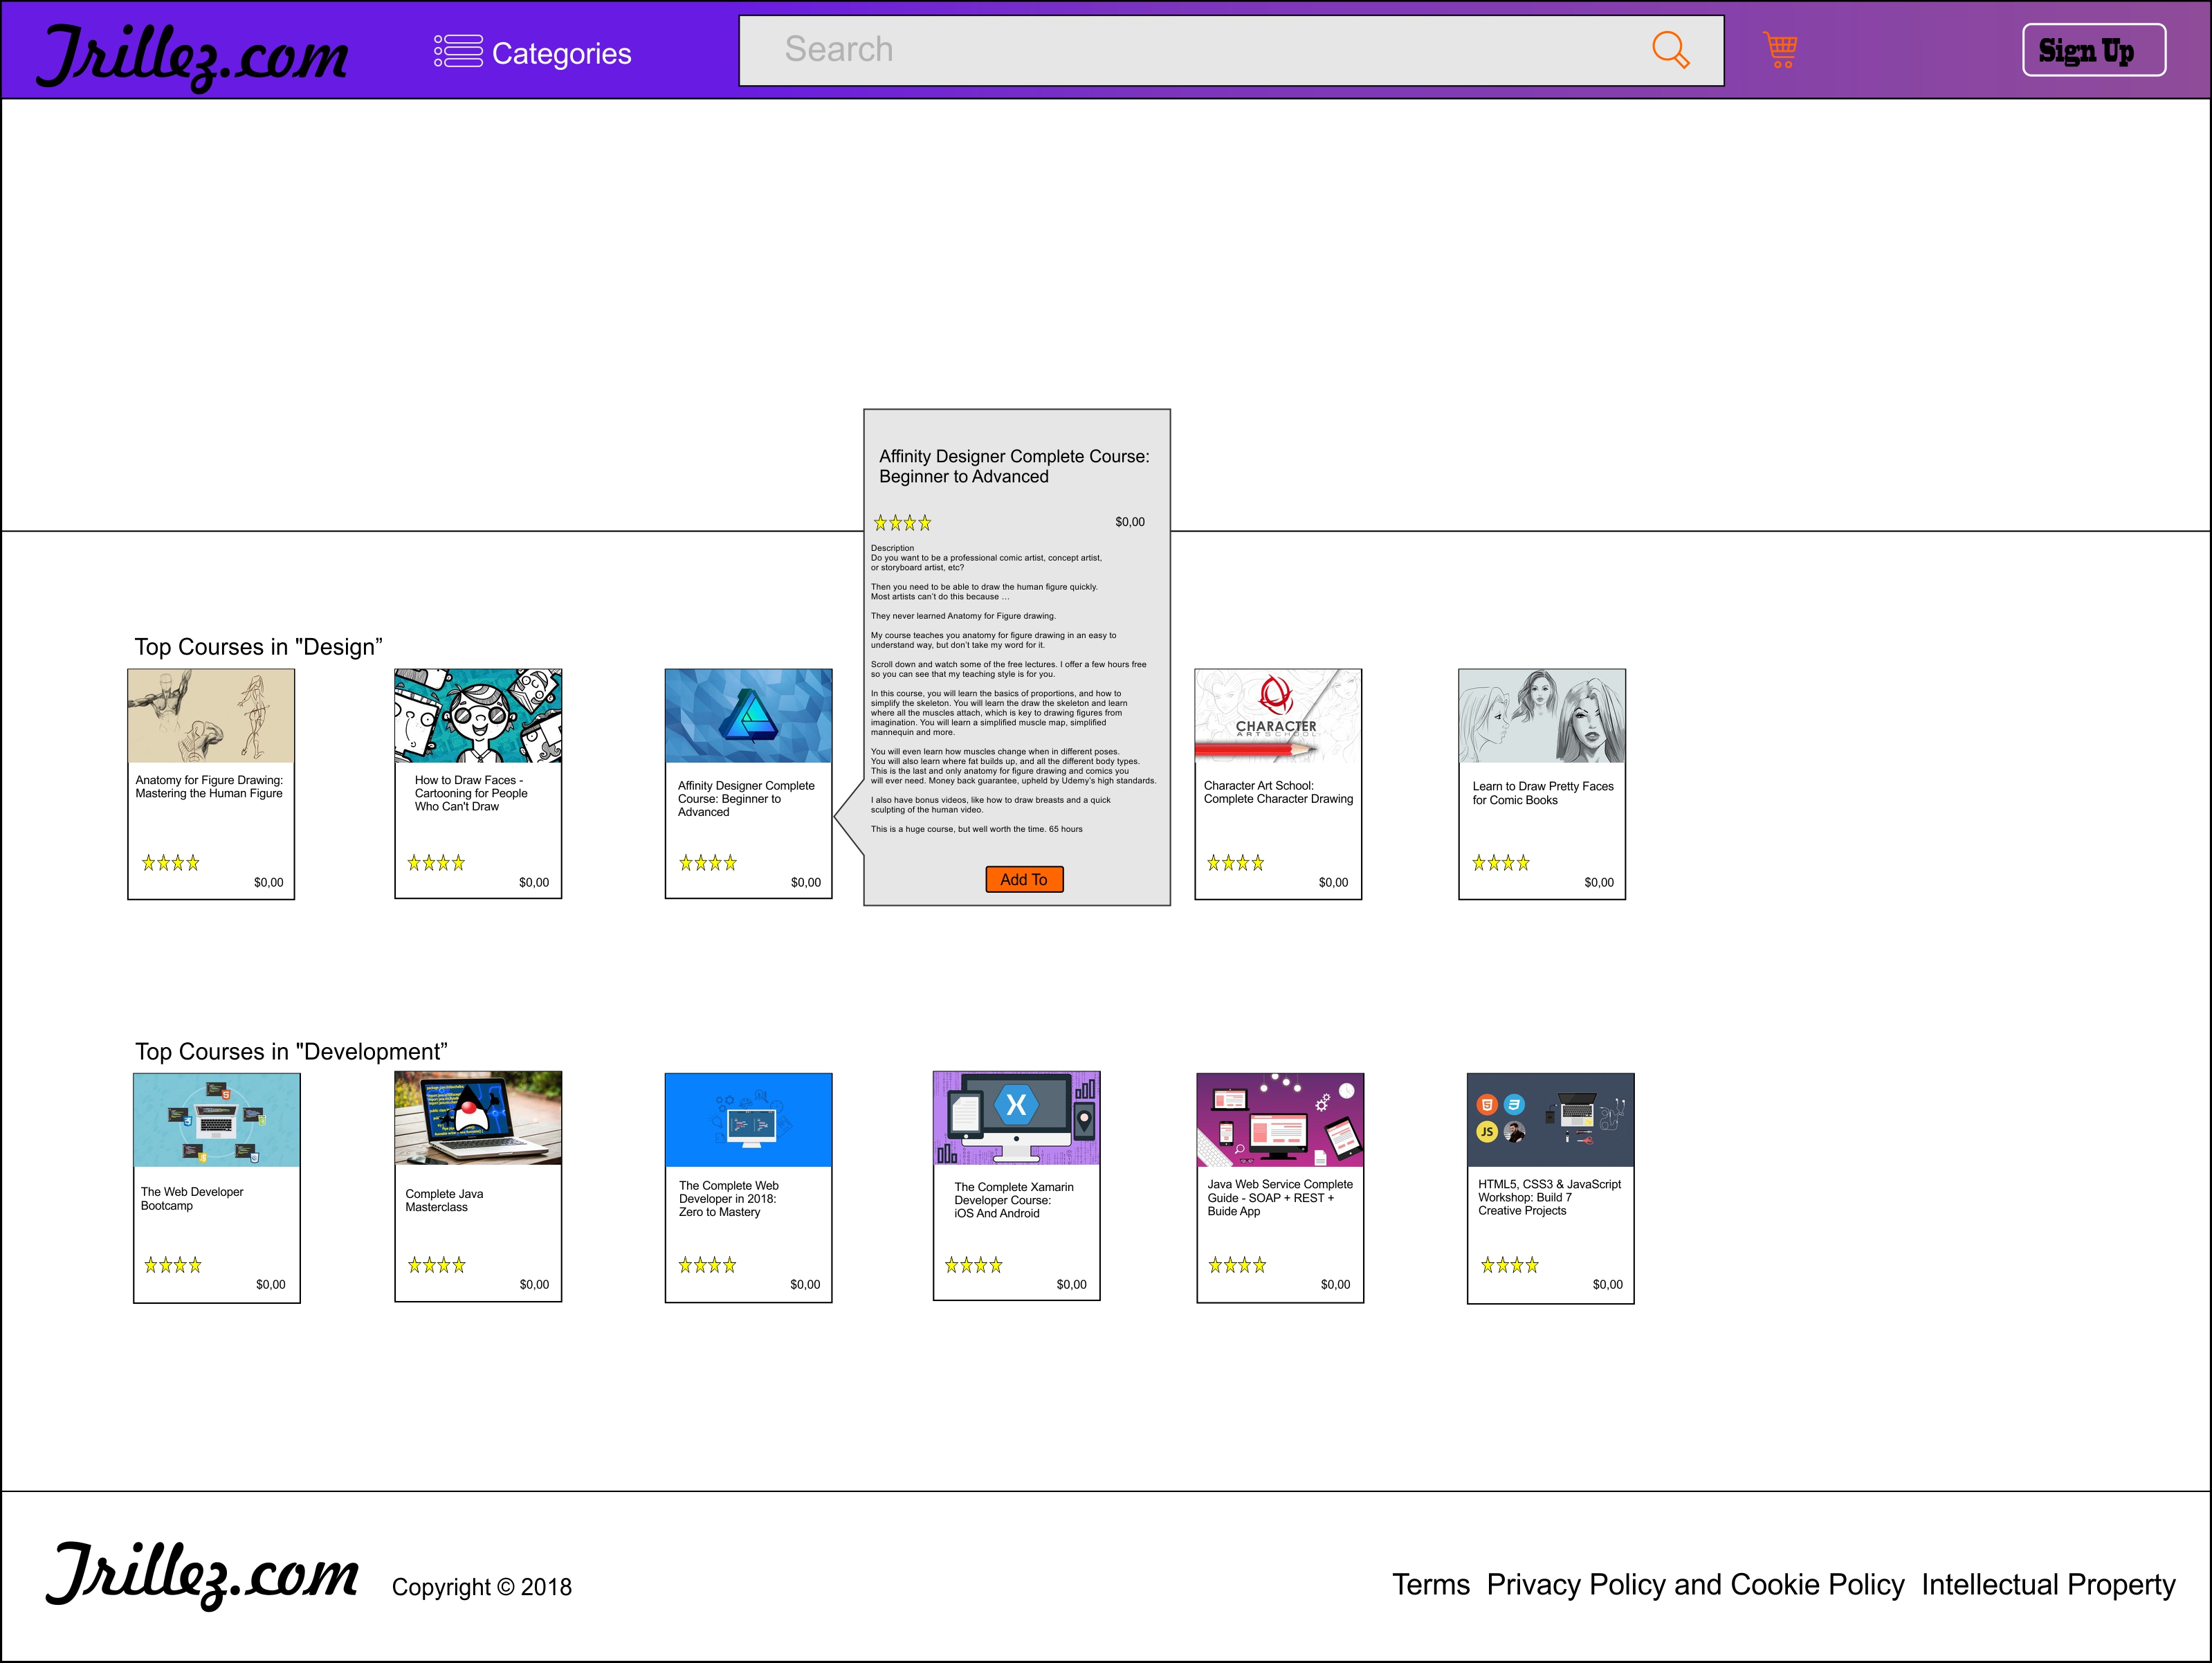 Trillez.com
Categories
Search
Sign Up
Affinity Designer Complete Course:
Beginner to Advanced
$0,00
Description
Do you want to be a professional comic artist, concept artist,
or storyboard artist, etc?
Then you need to be able to draw the human figure quickly.
Most artists can't do this because ...
They never learned Anatomy for Figure drawing.
My course teaches you anatomy for figure drawing in an easy to
understand way, but don't take my word for it.
Scroll down and watch some of the free lectures. I offer a few hours free
so you can see that my teaching style is for you.
In this course, you will learn the basics of proportions, and how to
simplify the skeleton. You will learn the draw the skeleton and learn
where all the muscles attach, which is key to drawing figures from
imagination. You will learn a simplified muscle map, simplified
mannequin and more.
You will even learn how muscles change when in different poses.
You will also learn where fat builds up, and all the different body types.
This is the last and only anatomy for figure drawing and comics you
will ever need. Money back guarantee, upheld by Udemy's high standards.
I also have bonus videos, like how to draw breasts and a quick
sculpting of the human video.
This is a huge course, but well worth the time. 65 hours
Add To
Top Courses in "Design”
Anatomy for Figure Drawing:
Mastering the Human Figure
$0,00
How to Draw Faces -
Cartooning for People
Who Can't Draw
$0,00
Affinity Designer Complete
Course: Beginner to
Advanced
$0,00
CHARACTER
ART SCHOOL
Character Art School:
Complete Character Drawing
$0,00
Learn to Draw Pretty Faces
for Comic Books
$0,00
Top Courses in "Development”
The Web Developer
Bootcamp
$0,00
Complete Java
Masterclass
$0,00
The Complete Web
Developer in 2018:
Zero to Mastery
$0,00
X
The Complete Xamarin
Developer Course:
iOS And Android
$0,00
Java Web Service Complete
Guide - SOAP + REST +
Buide App
$0,00
5 3
JS
HTML5, CSS3 & JavaScript
Workshop: Build 7
Creative Projects
$0,00
Trillez.com
Copyright © 2018
Terms Privacy Policy and Cookie Policy Intellectual Property